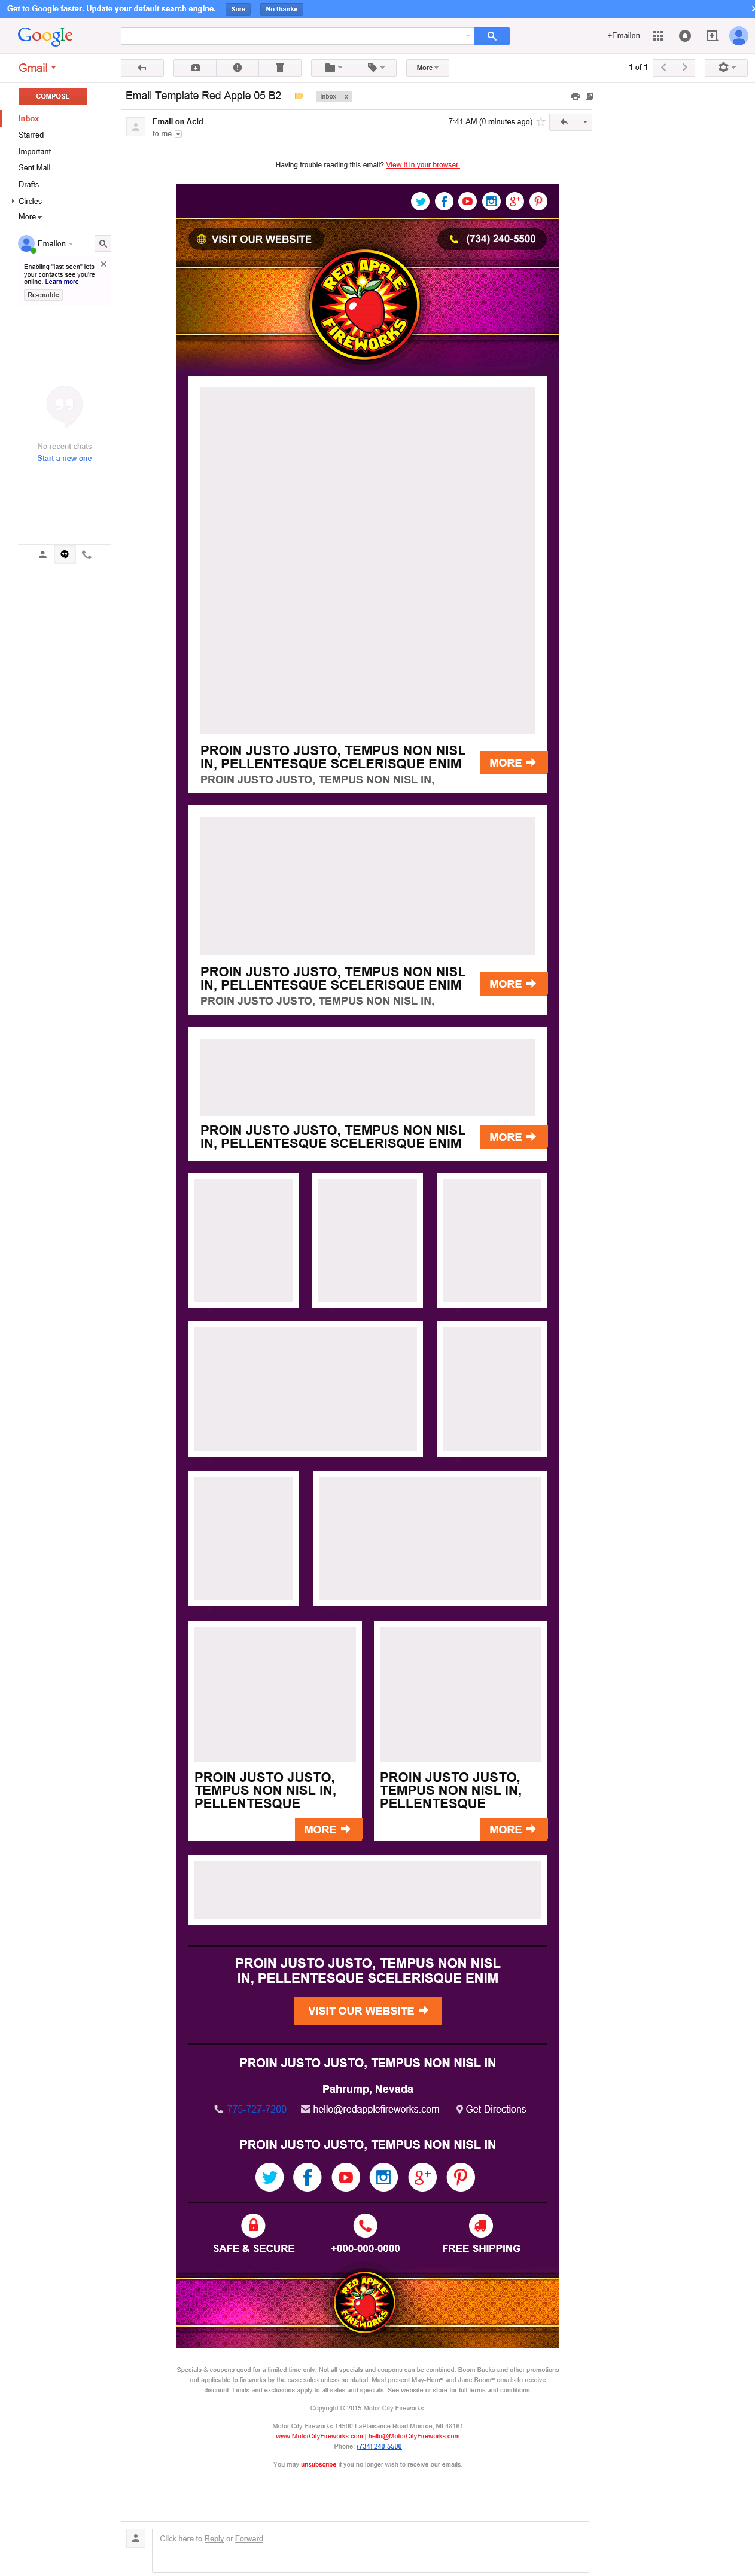 Get to Google faster. Update your default search engine. Sure No thanks
Google
+Emailon
Gmail
More
1 of 1
COMPOSE
Inbox
Starred
Important
Sent Mail
Drafts
Circles
More
Emailon
Enabling "last seen" lets
your contacts see you're
online. Learn more
Re-enable
No recent chats
Start a new one
Email Template Red Apple 05 B2 Inbox x
Email on Acid
to me
7:41 AM (0 minutes ago)
Having trouble reading this email? View it in your browser.
VISIT OUR WEBSITE
(734) 240-5500
RED APPLE
FIREWORKS
PROIN JUSTO JUSTO, TEMPUS NON NISL
IN, PELLENTESQUE SCELERISQUE ENIM
PROIN JUSTO JUSTO, TEMPUS NON NISL IN,
MORE
PROIN JUSTO JUSTO, TEMPUS NON NISL
IN, PELLENTESQUE SCELERISQUE ENIM
PROIN JUSTO JUSTO, TEMPUS NON NISL IN,
MORE
PROIN JUSTO JUSTO, TEMPUS NON NISL
IN, PELLENTESQUE SCELERISQUE ENIM
MORE
PROIN JUSTO JUSTO,
TEMPUS NON NISL IN,
PELLENTESQUE
MORE
PROIN JUSTO JUSTO,
TEMPUS NON NISL IN,
PELLENTESQUE
MORE
PROIN JUSTO JUSTO, TEMPUS NON NISL
IN, PELLENTESQUE SCELERISQUE ENIM
VISIT OUR WEBSITE
PROIN JUSTO JUSTO, TEMPUS NON NISL IN
Pahrump, Nevada
775-727-7200 hello@redapplefireworks.com Get Directions
PROIN JUSTO JUSTO, TEMPUS NON NISL IN
SAFE & SECURE +000-000-0000 FREE SHIPPING
RED APPLE
FIREWORKS
Specials & coupons good for a limited time only. Not all specials and coupons can be combined. Boom Bucks and other promotions
not applicable to fireworks by the case sales unless so stated. Must present May-Hem℠ and June Boom℠ emails to receive
discount. Limits and exclusions apply to all sales and specials. See website or store for full terms and conditions.
Copyright © 2015 Motor City Fireworks.
Motor City Fireworks 14500 LaPlaisance Road Monroe, MI 48161
www.MotorCityFireworks.com | hello@MotorCityFireworks.com
Phone: (734) 240-5500
You may unsubscribe if you no longer wish to receive our emails.
Click here to Reply or Forward